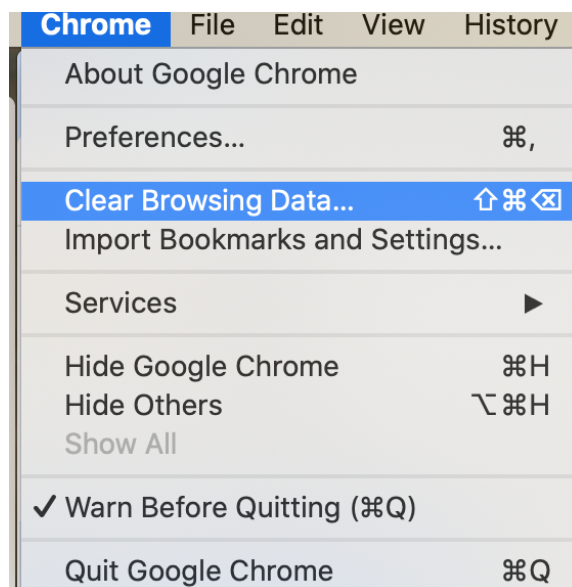 Chrome File Edit View History
About Google Chrome
Preferences... ⌘,
Clear Browsing Data... ⇧⌘⌫
Import Bookmarks and Settings...
Services ▶
Hide Google Chrome ⌘H
Hide Others ⌥⌘H
Show All
✓ Warn Before Quitting (⌘Q)
Quit Google Chrome ⌘Q